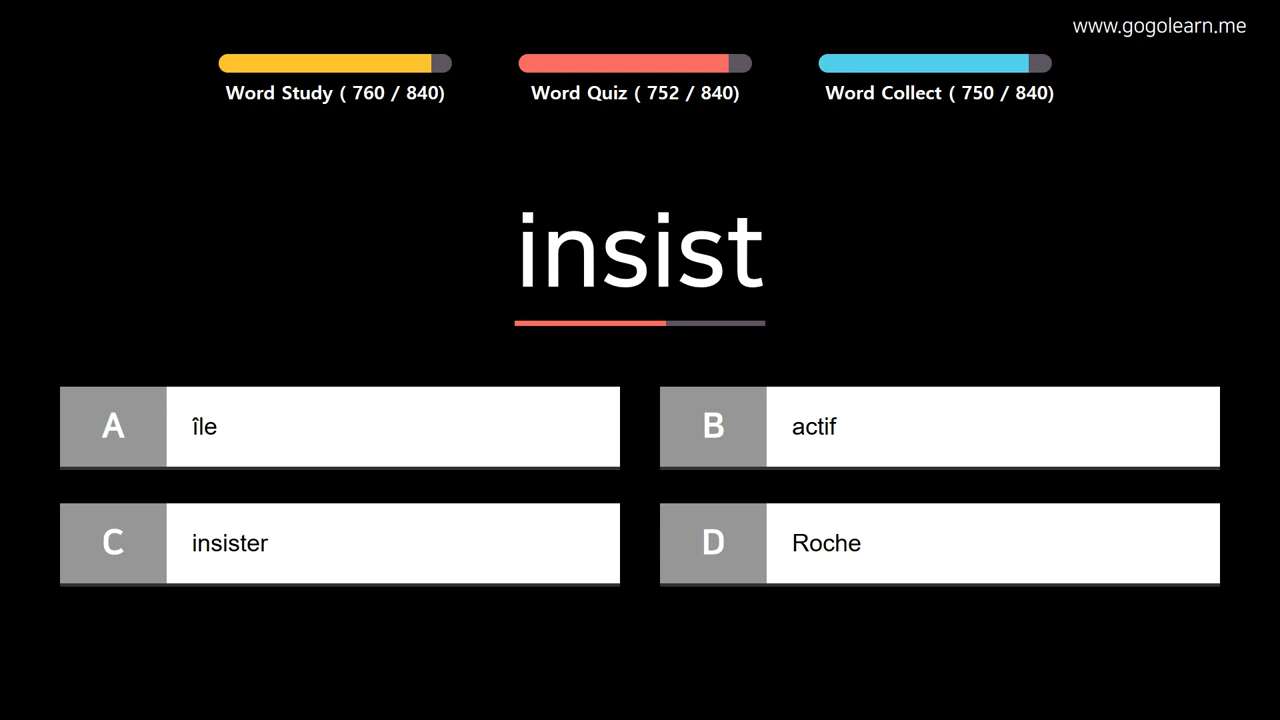 www.gogolearn.me
Word Study ( 760 / 840)
Word Quiz ( 752 / 840)
Word Collect ( 750 / 840)
insist
A île
B actif
C insister
D Roche